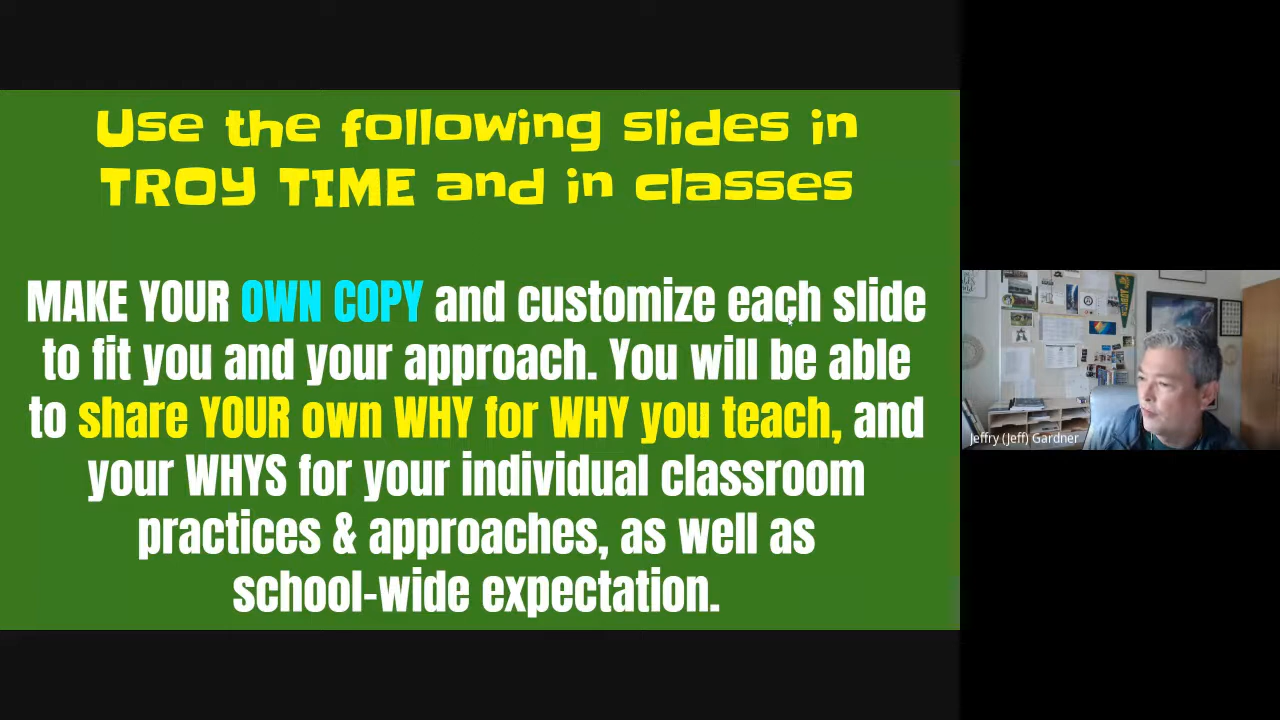 Use the following slides in
TROY TIME and in classes
MAKE YOUR OWN COPY and customize each slide
to fit you and your approach. You will be able
to share YOUR own WHY for WHY you teach, and
your WHYS for your individual classroom
practices & approaches, as well as
school-wide expectation.
Jeffry (Jeff) Gardner